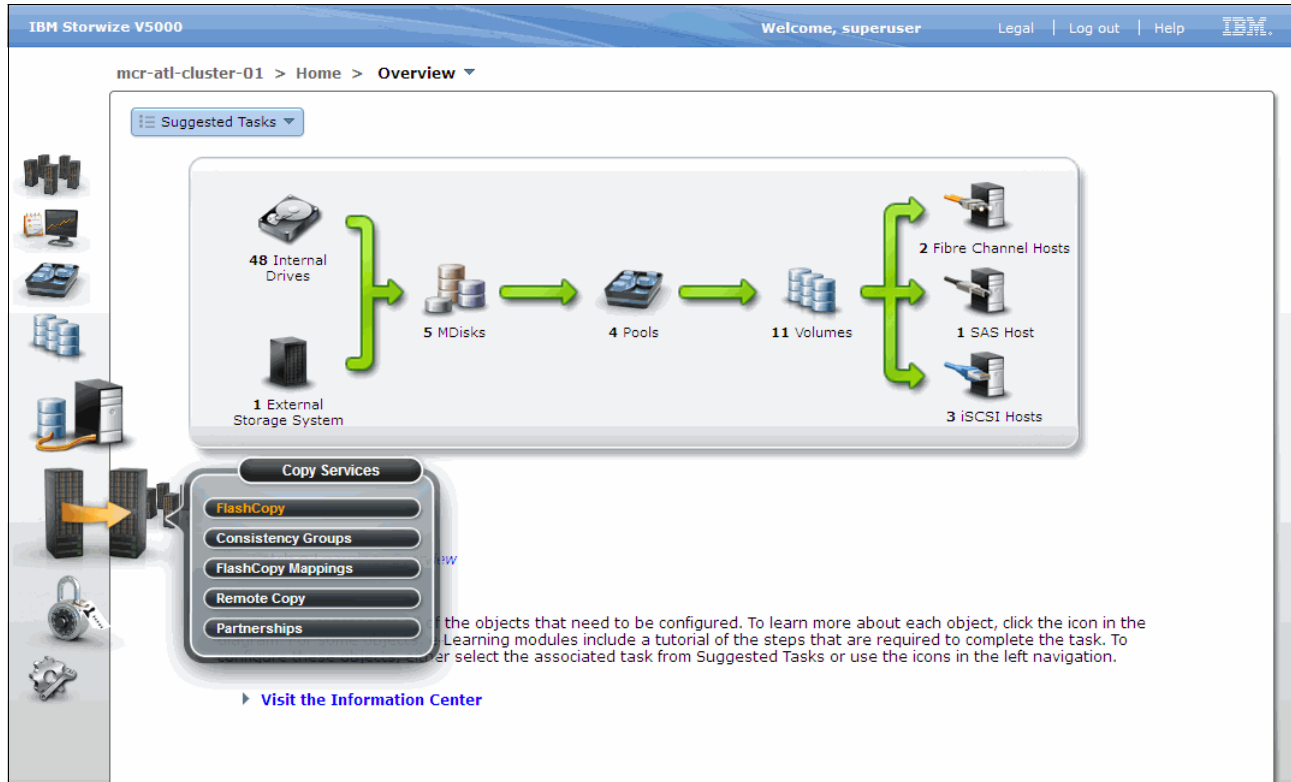 IBM Storwize V5000
Welcome, superuser
Legal | Log out | Help
IBM.
mcr-atl-cluster-01 > Home > Overview
Suggested Tasks
48 Internal
Drives
1 External
Storage System
5 MDisks
4 Pools
11 Volumes
2 Fibre Channel Hosts
1 SAS Host
3 iSCSI Hosts
Copy Services
FlashCopy
Consistency Groups
FlashCopy Mappings
Remote Copy
Partnerships
of the objects that need to be configured. To learn more about each object, click the icon in the
-Learning modules include a tutorial of the steps that are required to complete the task. To
select the associated task from Suggested Tasks or use the icons in the left navigation.
Visit the Information Center